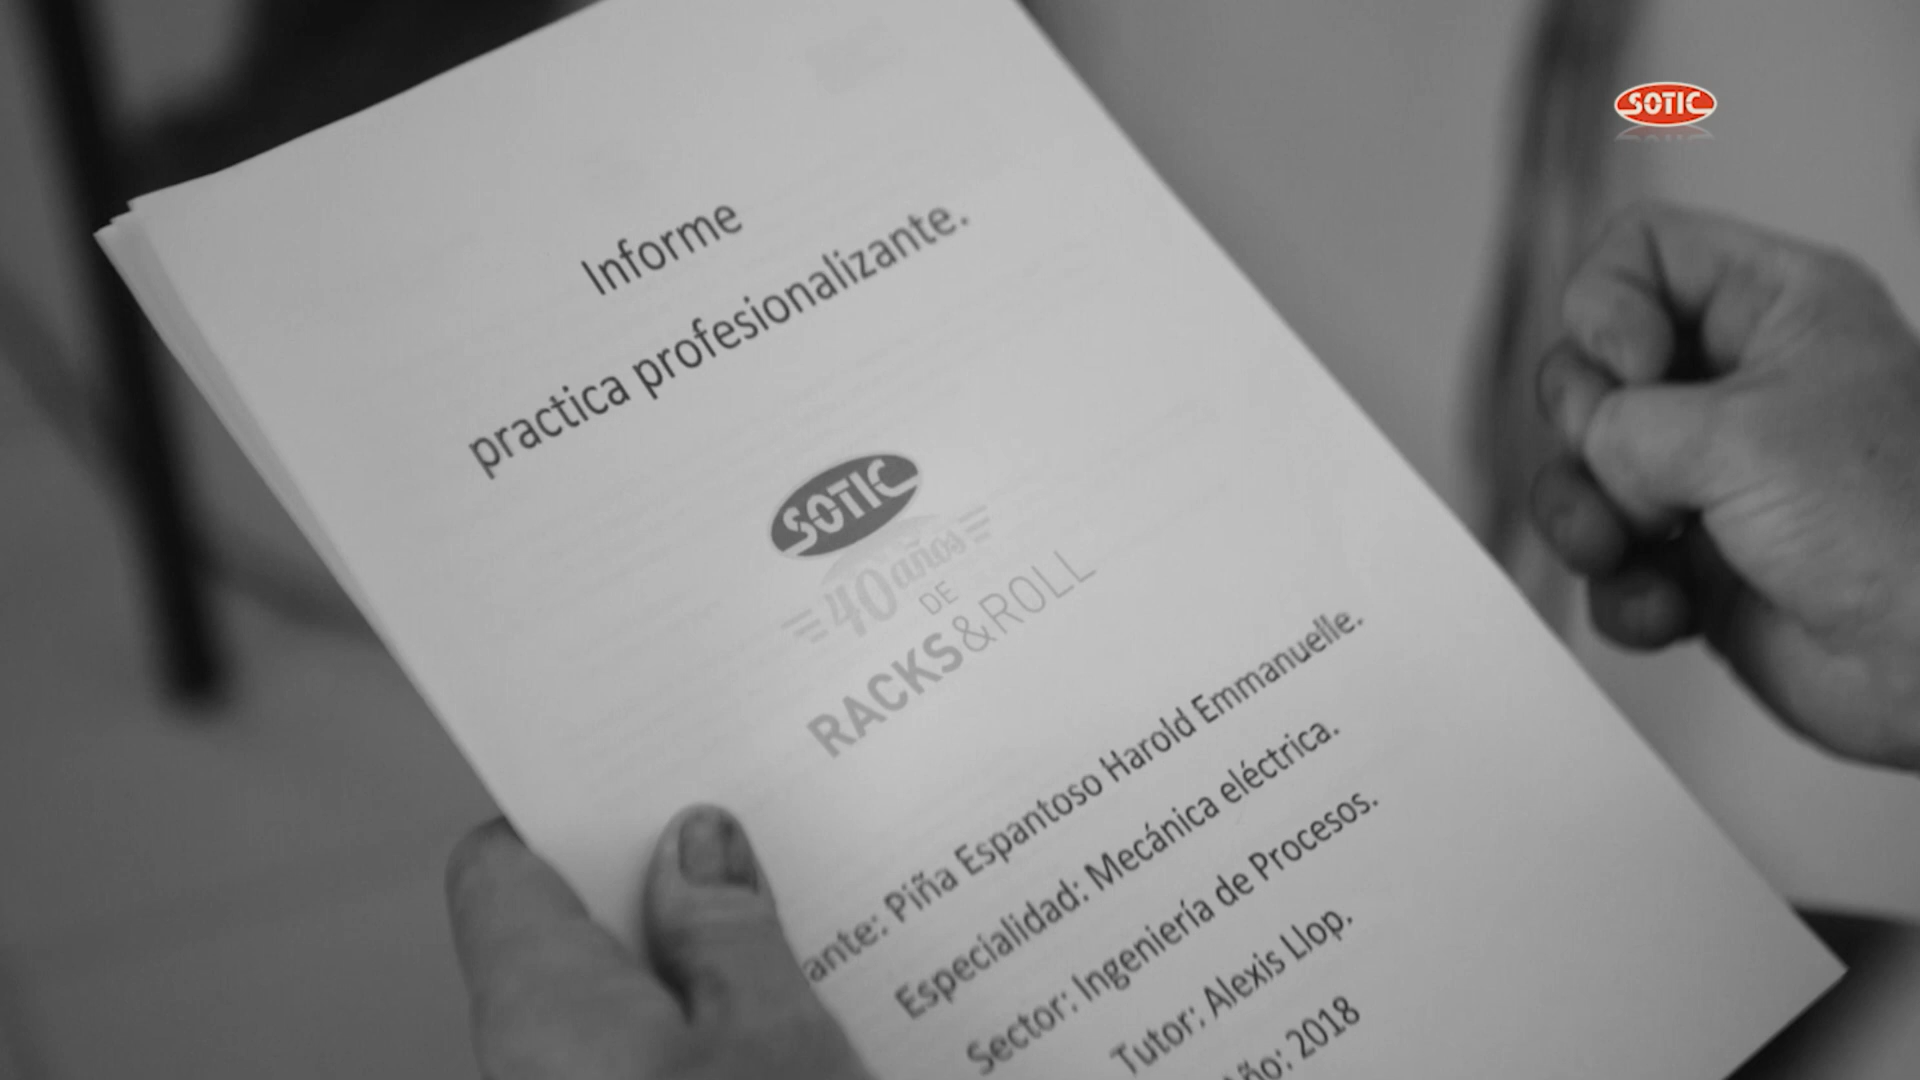 SOTIC
Informe
practica profesionalizante.
SOTIC
40 años
DE
RACKS&ROLL
ante: Piña Espantoso Harold Emmanuelle.
Especialidad: Mecánica eléctrica.
Sector: Ingeniería de Procesos.
Tutor: Alexis Llop.
Año: 2018